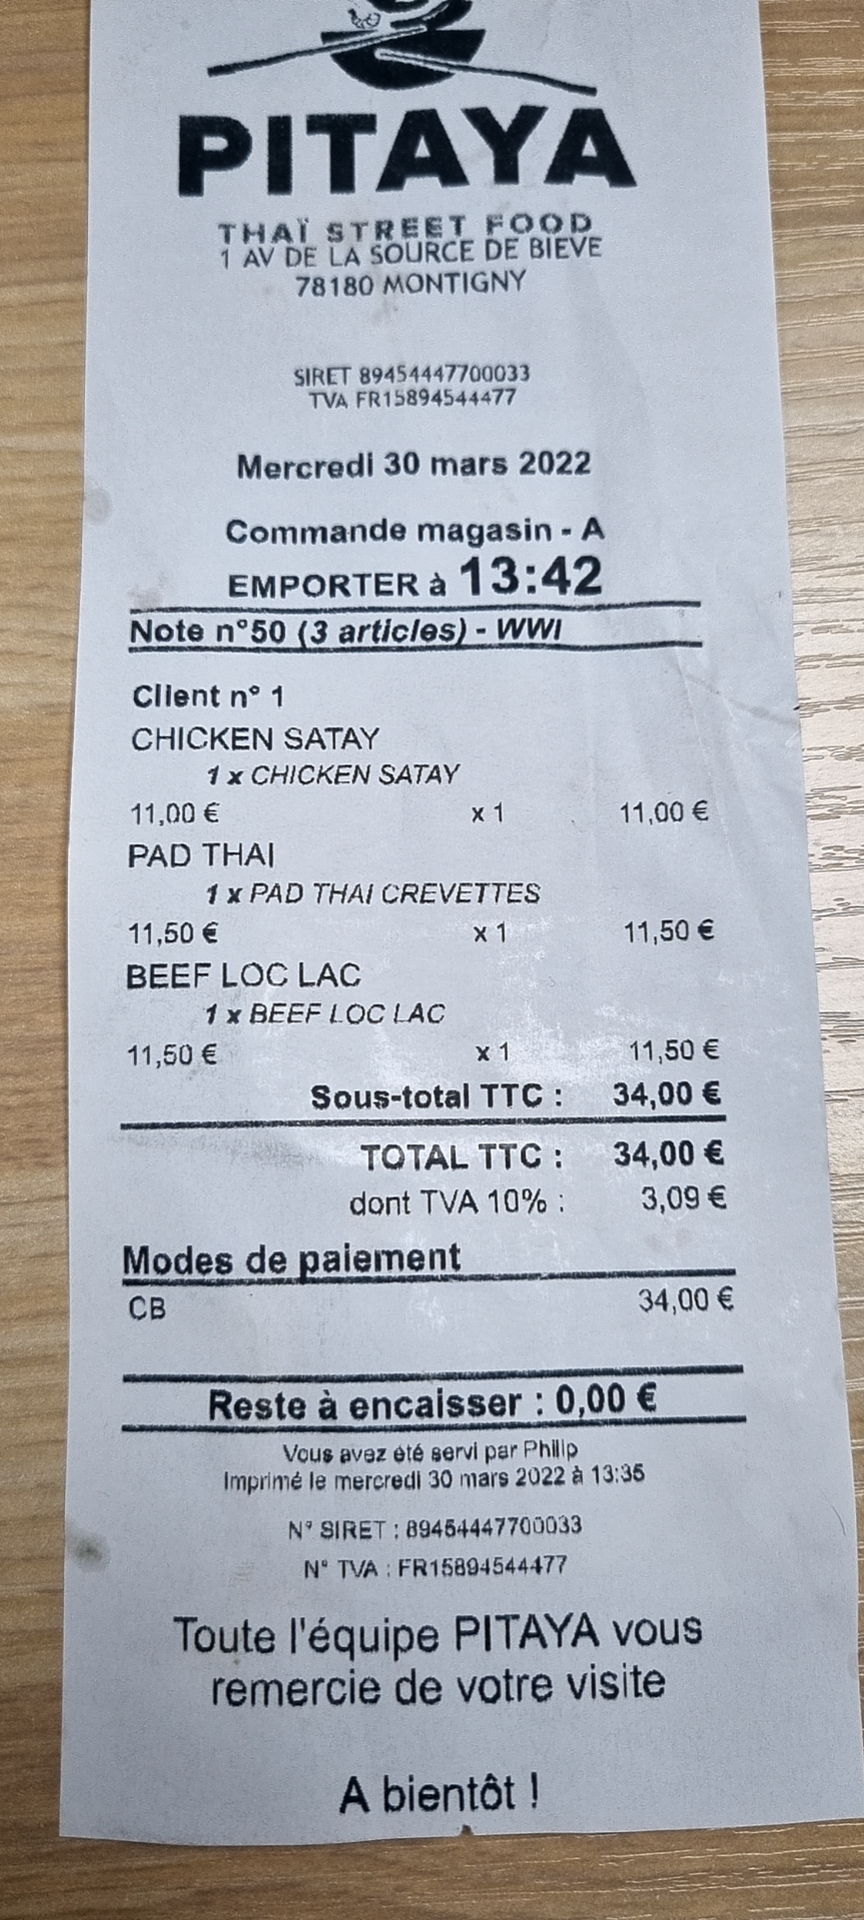 PITAYA
THAÏ STREET FOOD
1 AV DE LA SOURCE DE BIEVE
78180 MONTIGNY
SIRET 89454447700033
TVA FR15894544477
Mercredi 30 mars 2022
Commande magasin - A
EMPORTER à 13:42
Note n°50 (3 articles) - WWI
Client n° 1
CHICKEN SATAY
1 x CHICKEN SATAY
11,00 € x 1 11,00 €
PAD THAI
1 x PAD THAI CREVETTES
11,50 € x 1 11,50 €
BEEF LOC LAC
1 x BEEF LOC LAC
11,50 € x 1 11,50 €
Sous-total TTC : 34,00 €
TOTAL TTC : 34,00 €
dont TVA 10% : 3,09 €
Modes de paiement
CB 34,00 €
Reste à encaisser : 0,00 €
Vous avez été servi par Philip
Imprimé le mercredi 30 mars 2022 à 13:35
N° SIRET : 89454447700033
N° TVA : FR15894544477
Toute l'équipe PITAYA vous
remercie de votre visite
A bientôt !